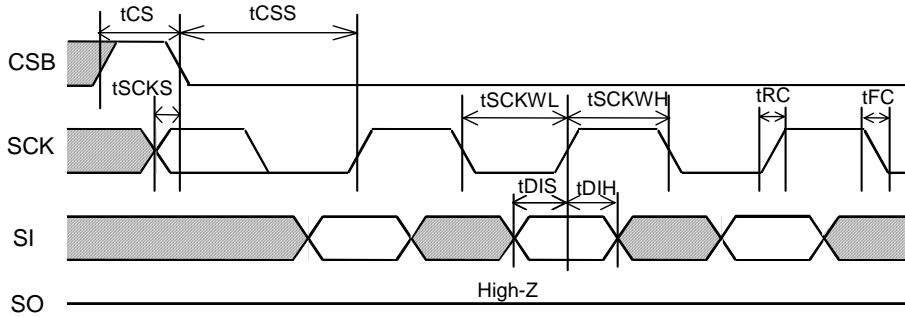 tCS
tCSS
CSB
tSCKS
tSCKWL
tSCKWH
tRC
tFC
SCK
tDIS
tDIH
SI
High-Z
SO